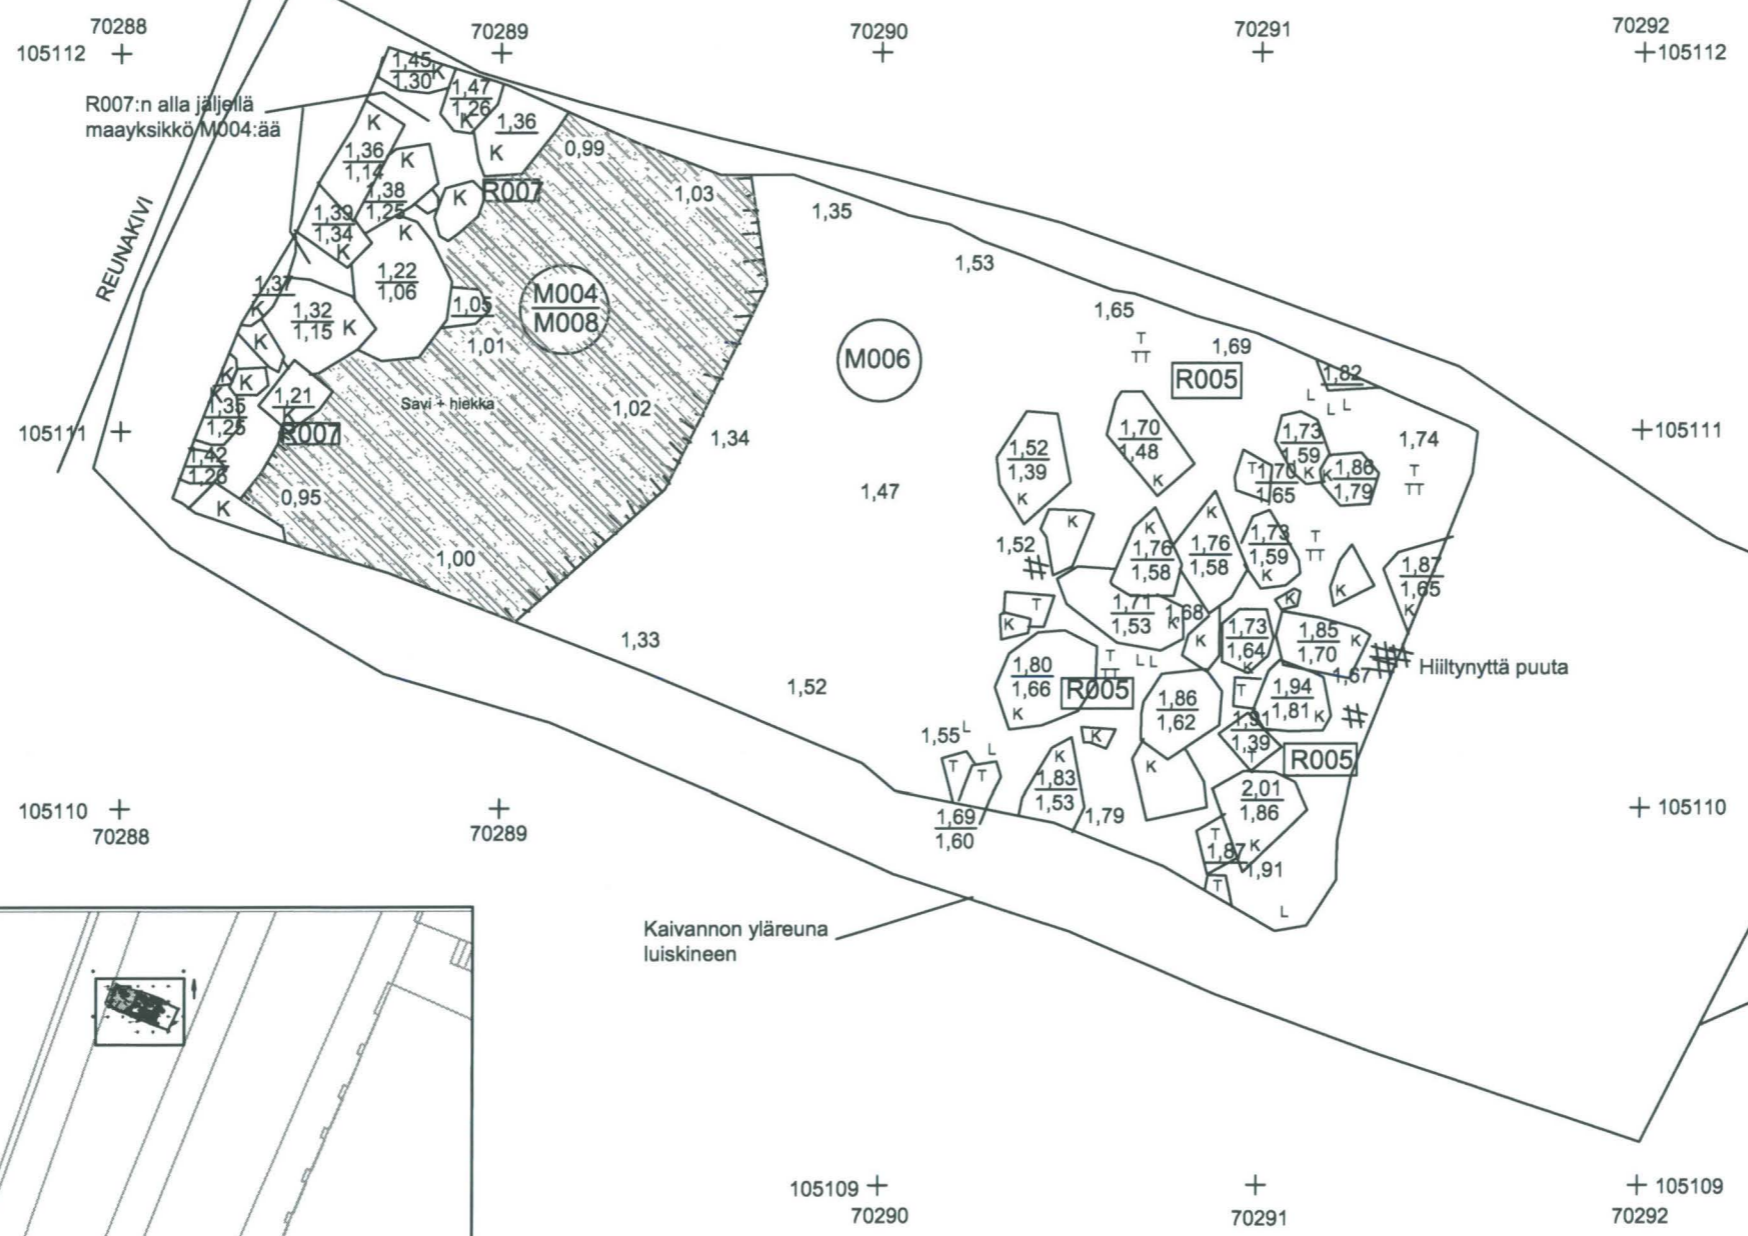 70288
70289
70290
70291
70292
105112
105112
R007:n alla jäljellä
maayksikkö M004:ää
REUNAKIVI
1,45
1,30
K
1,47
1,26
K
1,36
K
0,99
K
1,36
1,14
K
1,38
1,25
K
R007
1,03
1,35
1,39
1,34
K
K
1,53
1,22
1,06
1,37
K
1,05
M004
M008
1,65
1,32
1,15
K
K
1,01
M006
T
TT
1,69
R005
1,82
L
L
L
K
K
K
1,21
K
Savi + hiekka
1,02
1,35
1,25
105111
R007
1,34
1,52
1,39
K
1,70
1,48
K
1,73
1,59
K
1,74
105111
1,42
1,26
T
1,70
1,65
K
1,86
1,79
T
TT
0,95
K
1,47
K
K
K
1,00
1,52
1,76
1,58
1,76
1,58
1,73
1,59
K
T
TT
K
1,87
1,65
K
T
K
1,71
1,53
K
1,68
K
K
1,33
1,73
1,64
K
1,85
1,70
K
1,67
Hiiltynyttä puuta
1,52
1,80
1,66
K
T
TT
L L
R005
1,86
1,62
T
1,94
1,81
K
1,91
1,39
T
1,55
L
L
K
R005
T
T
K
1,83
1,53
K
2,01
1,86
K
105110
70288
70289
1,69
1,60
1,79
T
1,87
1,91
T
L
105110
Kaivannon yläreuna
luiskineen
105109
70290
70291
105109
70292